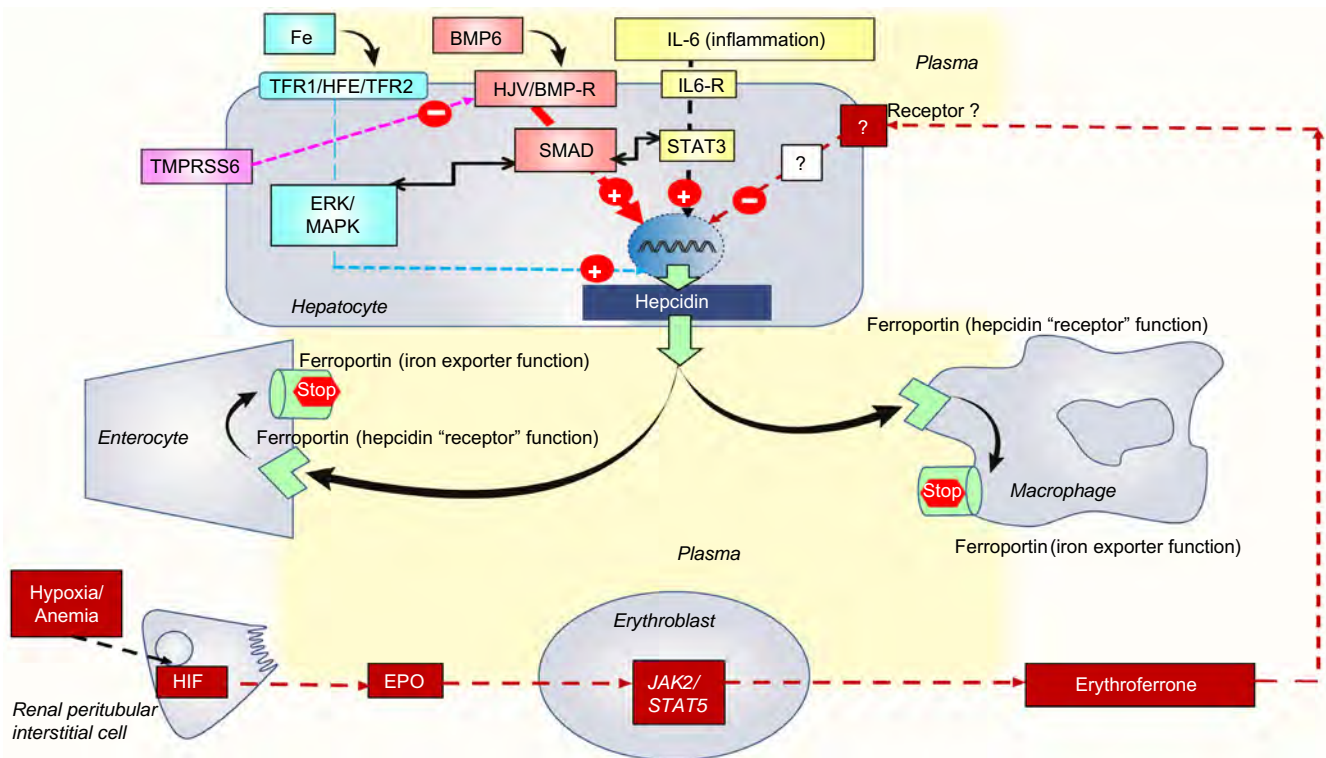 Fe
BMP6
IL-6 (inflammation)
Plasma
TFR1/HFE/TFR2
HJV/BMP-R
IL6-R
Receptor ?
?
TMPRSS6
SMAD
STAT3
?
ERK/
MAPK
Hepatocyte
Hepcidin
Ferroportin (hepcidin “receptor” function)
Ferroportin (iron exporter function)
Stop
Enterocyte
Ferroportin (hepcidin “receptor” function)
Stop
Macrophage
Ferroportin (iron exporter function)
Plasma
Hypoxia/
Anemia
Erythroblast
HIF
EPO
JAK2/
STAT5
Erythroferrone
Renal peritubular
interstitial cell